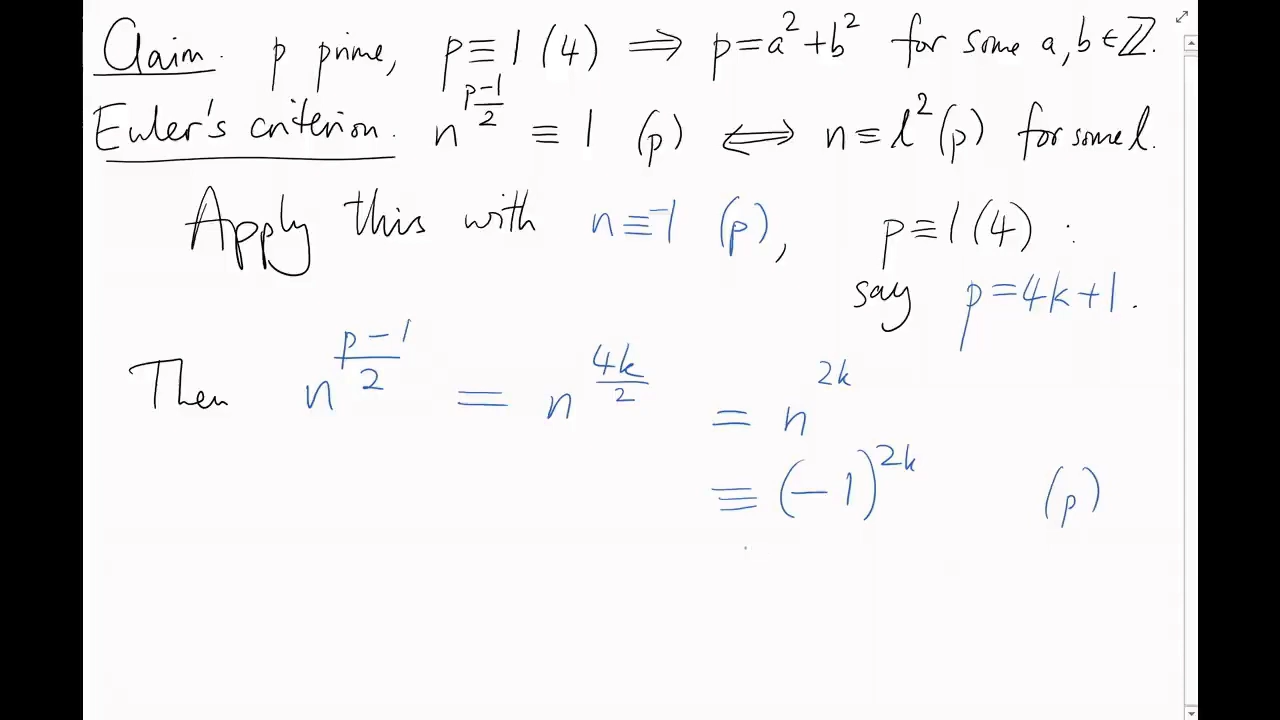 Claim. p prime, p≡1 (4) ⟹ p=a²+b² for some a,b∈ℤ.
Euler's criterion. n^((p-1)/2) ≡ 1 (p) ⟺ n≡l²(p) for some l.
Apply this with n≡-1 (p), p≡1(4) :
say p=4k+1.
Then n^((p-1)/2) = n^(4k/2) = n^(2k)
≡ (-1)^(2k) (p)